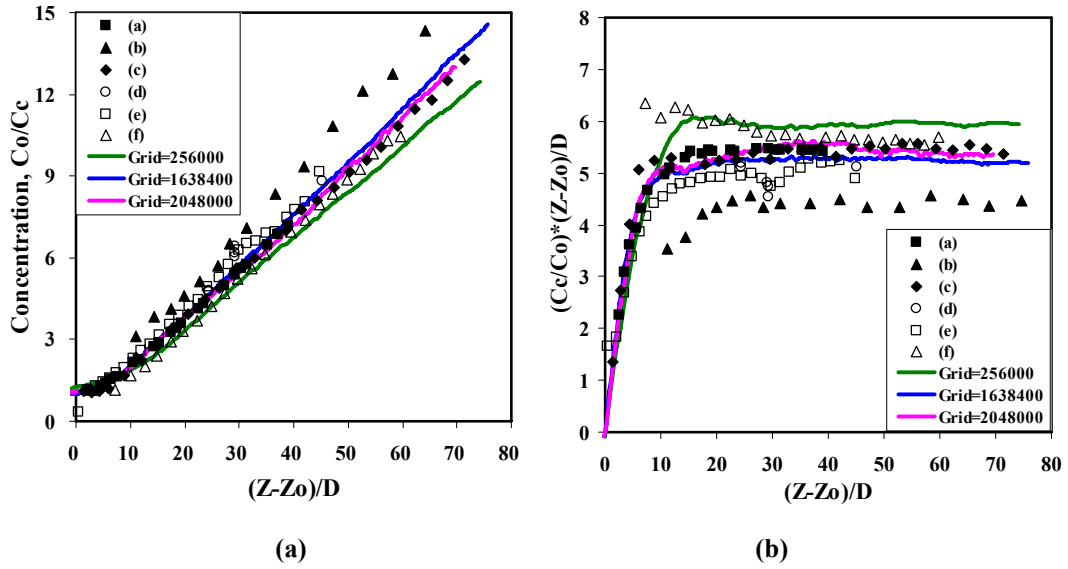 Concentration, Co/Cc
15
12
9
6
3
0
0 10 20 30 40 50 60 70 80
(Z-Zo)/D
(a)
(b)
(c)
(d)
(e)
(f)
Grid=256000
Grid=1638400
Grid=2048000
(a)
(Cc/Co)*(Z-Zo)/D
8
7
6
5
4
3
2
1
0
0 10 20 30 40 50 60 70 80
(Z-Zo)/D
(a)
(b)
(c)
(d)
(e)
(f)
Grid=256000
Grid=1638400
Grid=2048000
(b)